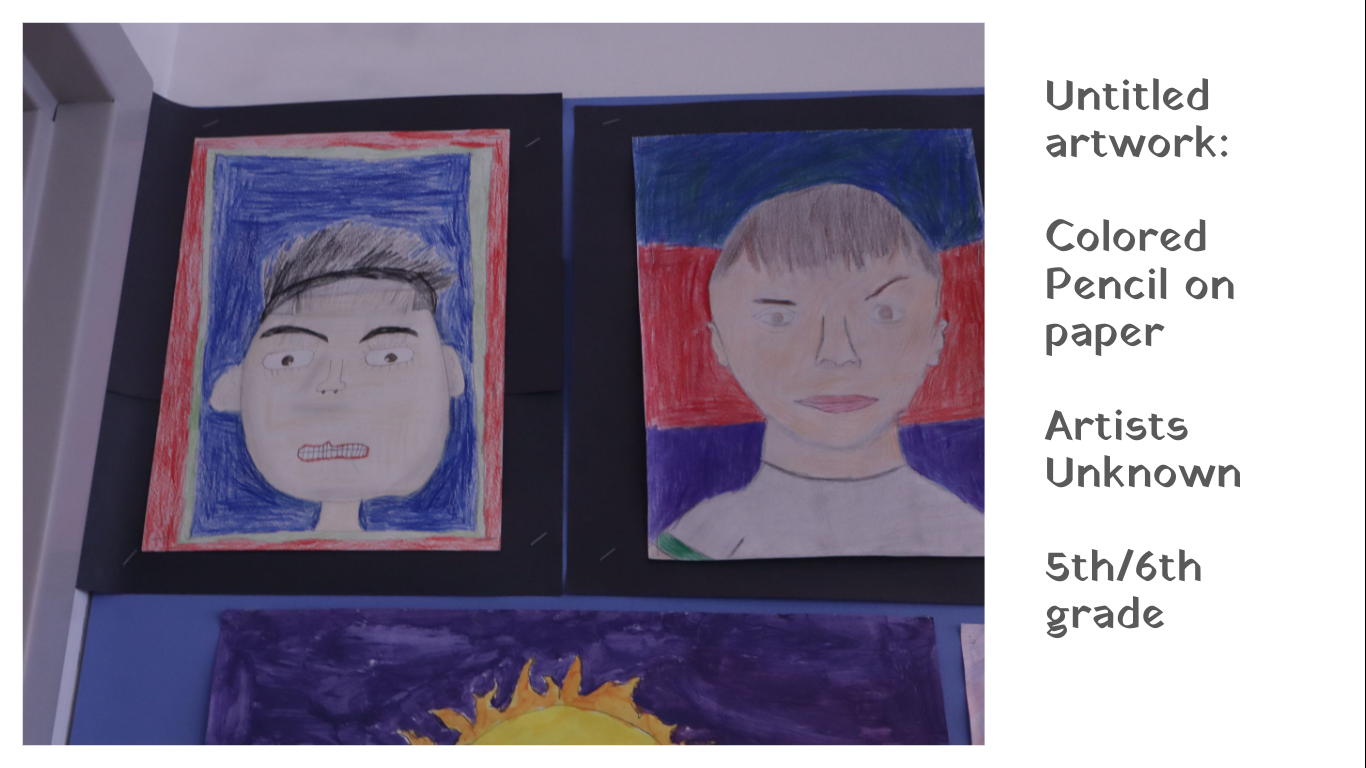 Untitled
artwork:
Colored
Pencil on
paper
Artists
Unknown
5th/6th
grade